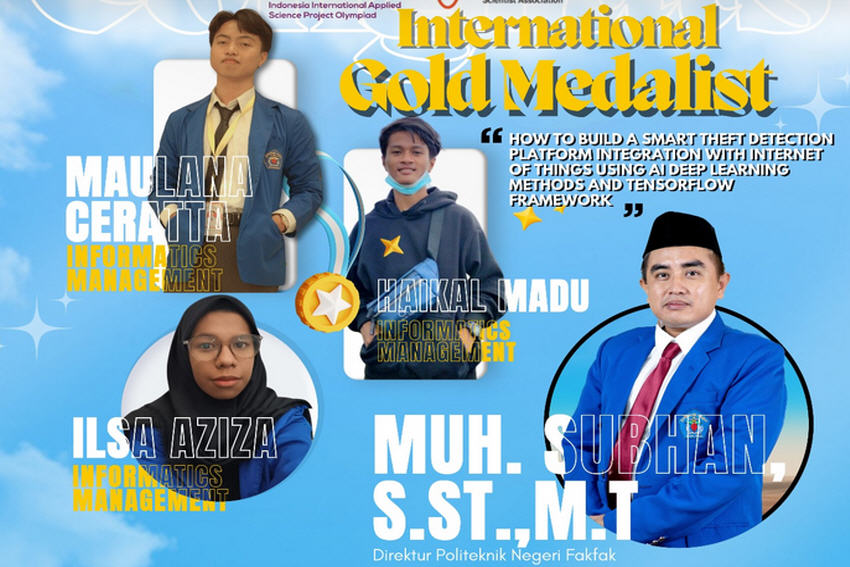 Indonesia International Applied
Science Project Olympiad
Scientist Association
International
Gold Medalist
“ HOW TO BUILD A SMART THEFT DETECTION
PLATFORM INTEGRATION WITH INTERNET
OF THINGS USING AI DEEP LEARNING
METHODS AND TENSORFLOW
FRAMEWORK ”
MAULANA
CERATTA
INFORMATICS
MANAGEMENT
HAIKAL MADU
INFORMATICS
MANAGEMENT
ILSA AZIZA
INFORMATICS
MANAGEMENT
MUH. SUBHAN,
S.ST.,M.T
Direktur Politeknik Negeri Fakfak